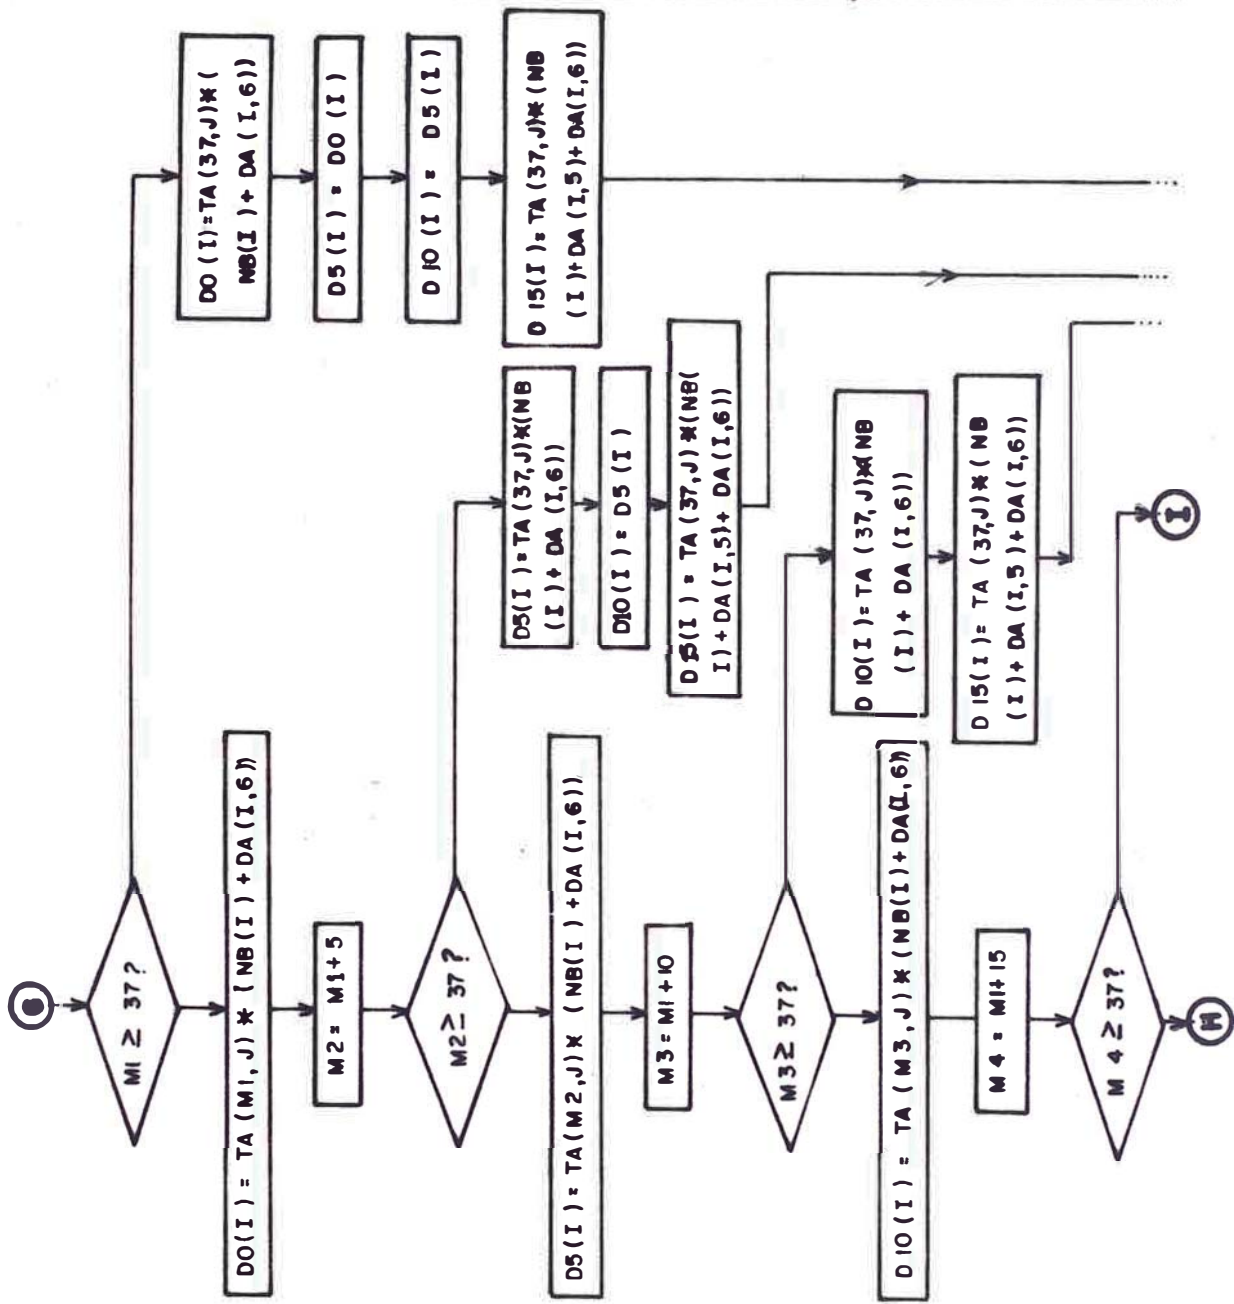 G
M1 ≥ 37?
DO(I)=TA(37,J)*(
NB(I)+DA(I,6))
D5(I)=DO(I)
D10(I)=D5(I)
D15(I)=TA(37,J)*(NB
(I)+DA(I,5)+DA(I,6))
DO(I)=TA(M1,J)*(NB(I)+DA(I,6))
M2=M1+5
M2≥37?
D5(I)=TA(37,J)*(NB
(I)+DA(I,6))
D10(I)=D5(I)
D15(I)=TA(37,J)*(NB(
I)+DA(I,5)+DA(I,6))
D5(I)=TA(M2,J)*(NB(I)+DA(I,6))
M3=M1+10
M3≥37?
D10(I)=TA(37,J)*(NB
(I)+DA(I,6))
D15(I)=TA(37,J)*(NB
(I)+DA(I,5)+DA(I,6))
D10(I)=TA(M3,J)*(NB(I)+DA(I,6))
M4=M1+15
M4≥37?
H
I